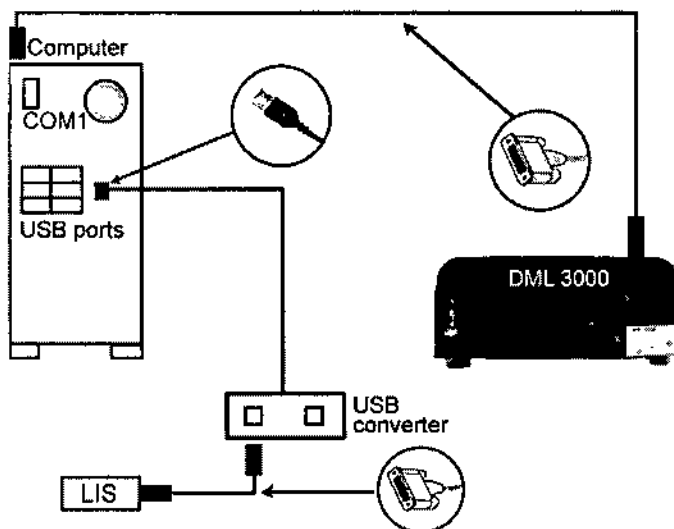 Computer
COM1
USB ports
DML 3000
USB
converter
LIS